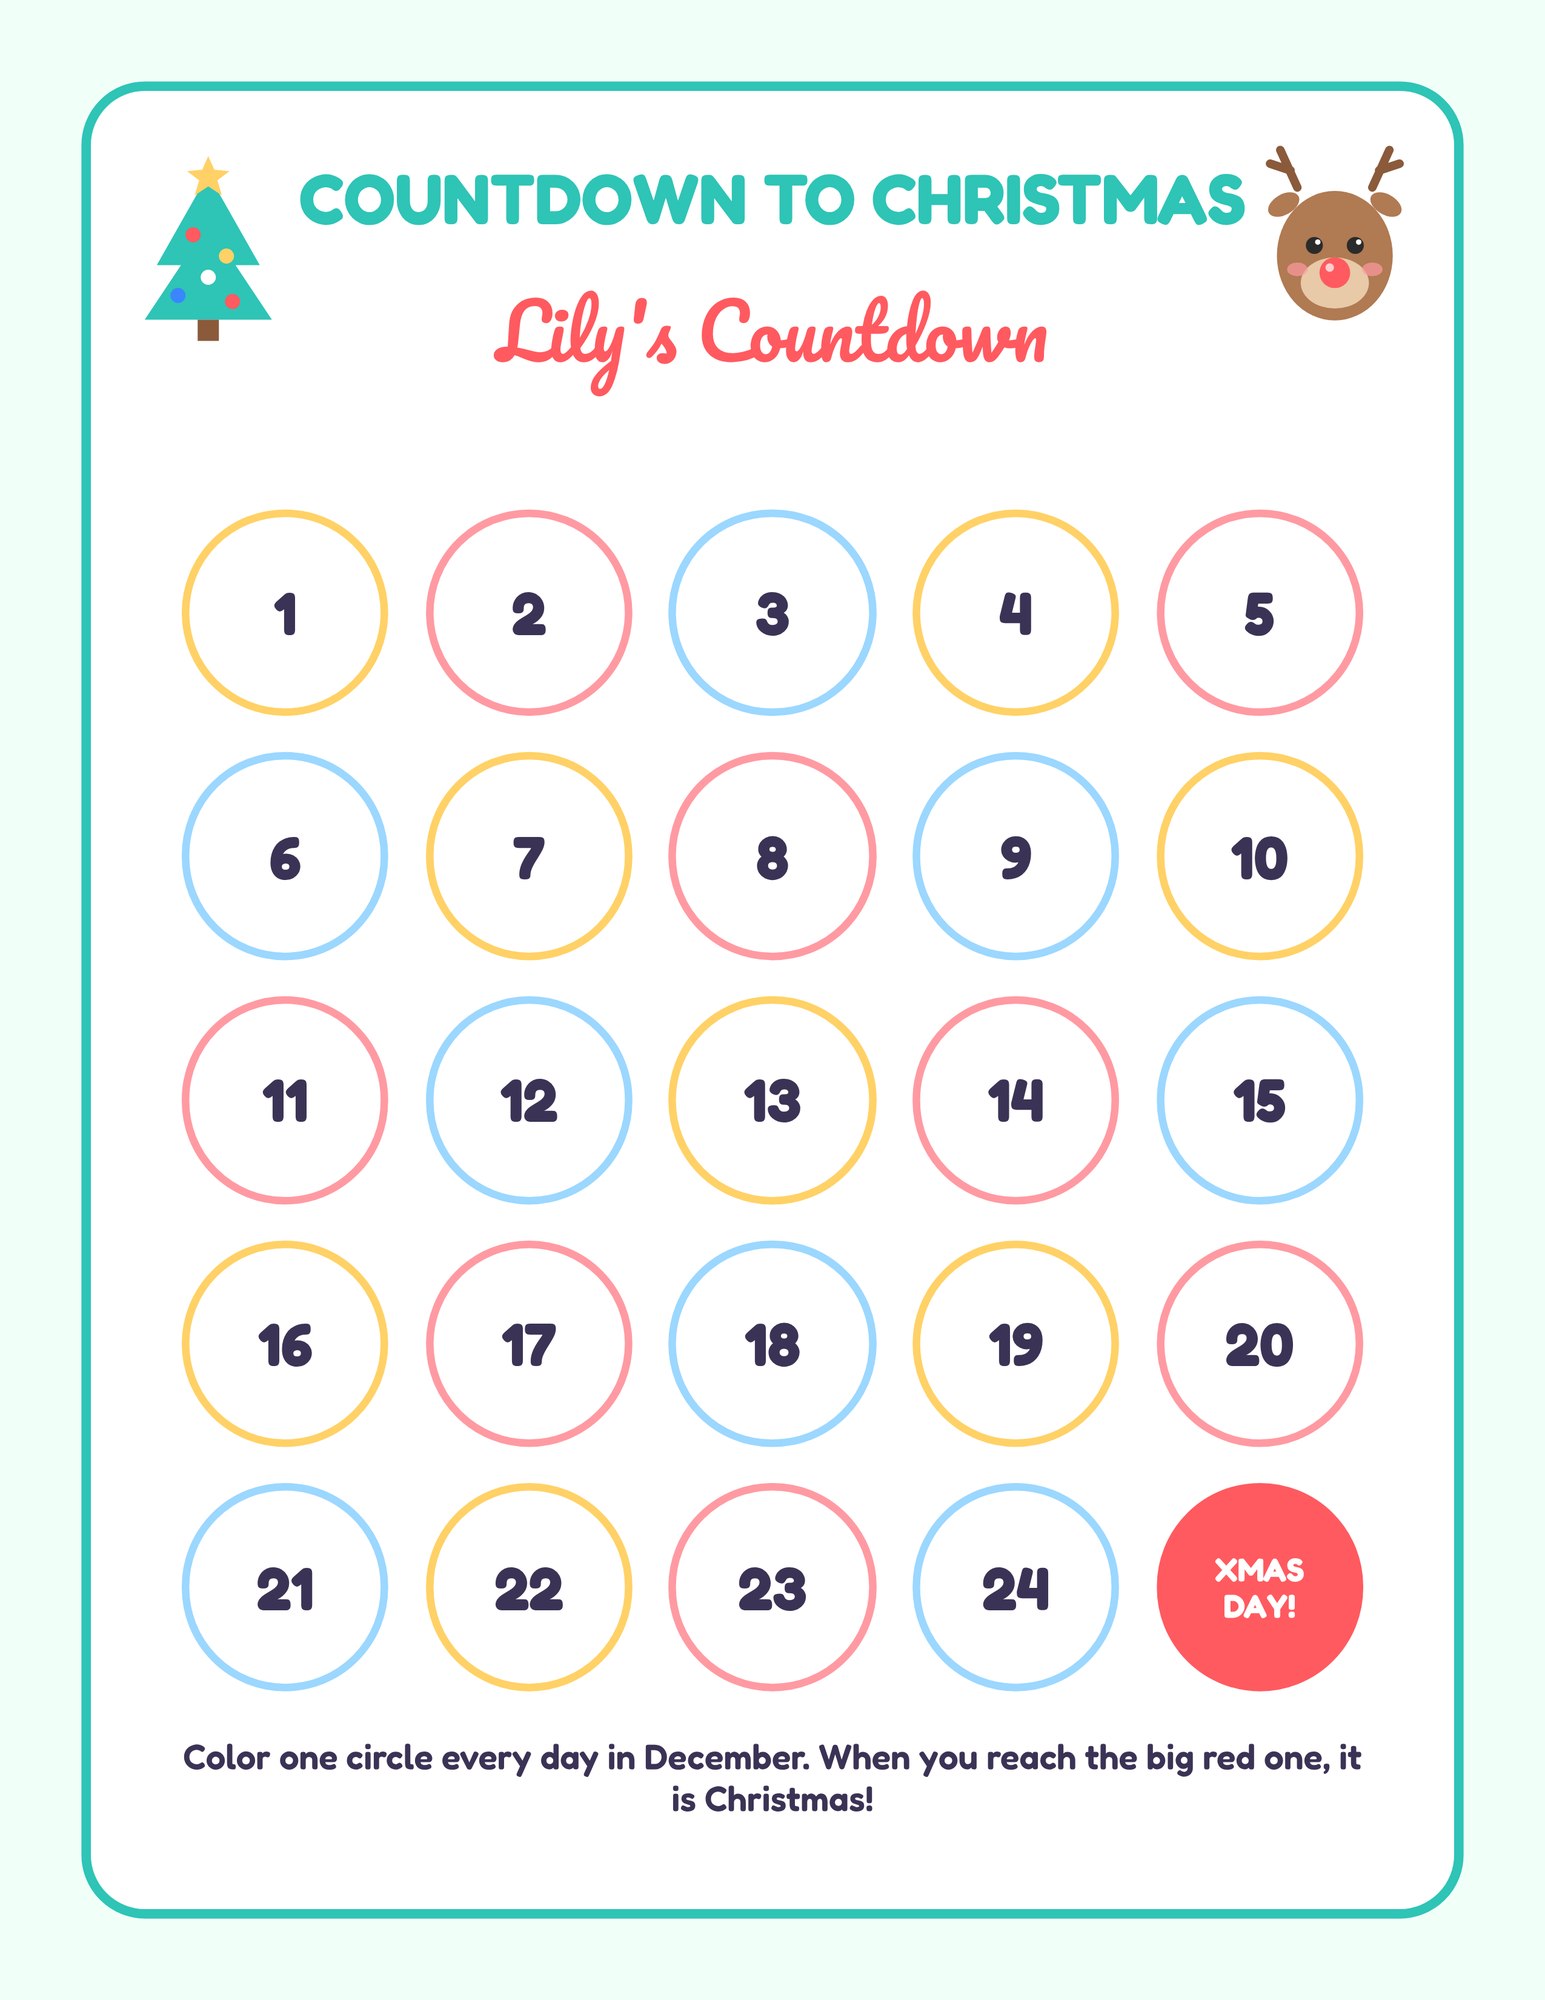 COUNTDOWN TO CHRISTMAS
Lily's Countdown
1 2 3 4 5
6 7 8 9 10
11 12 13 14 15
16 17 18 19 20
21 22 23 24 XMAS DAY!
Color one circle every day in December. When you reach the big red one, it
is Christmas!